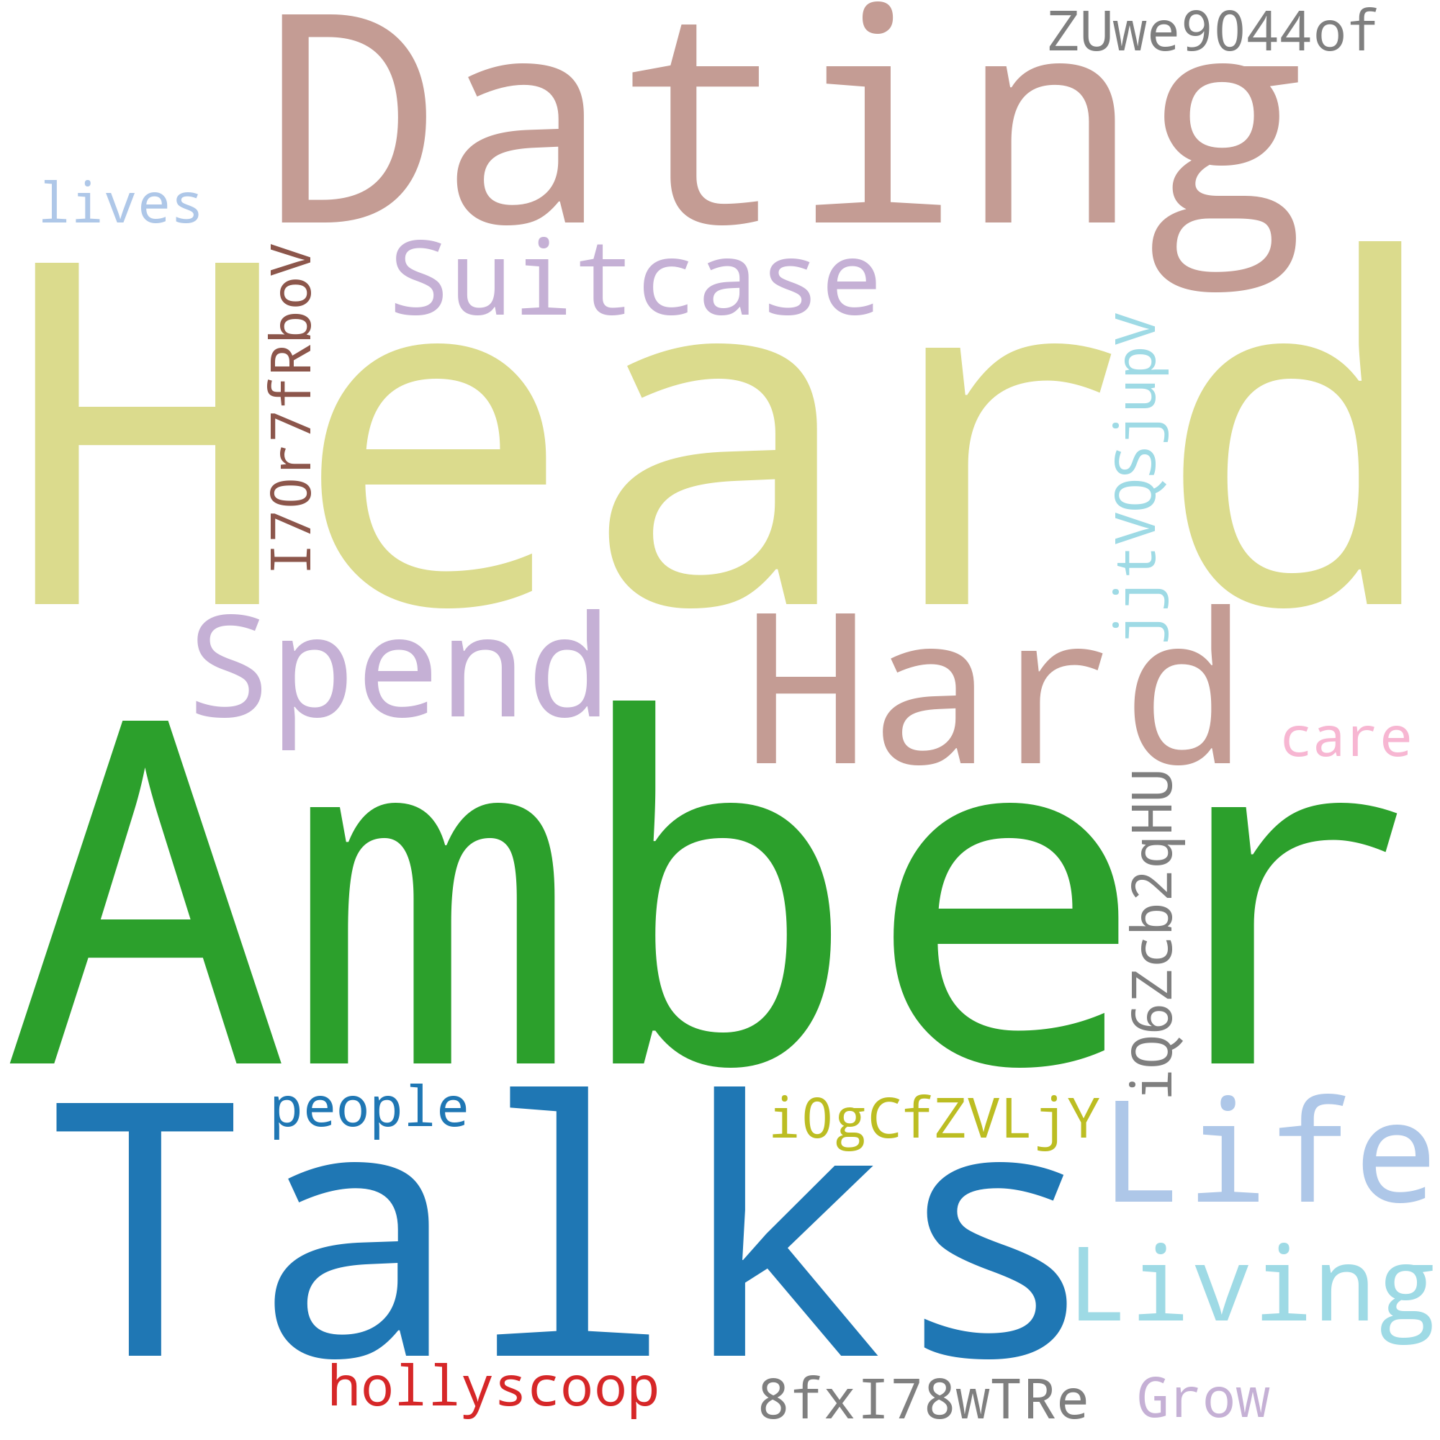 ZUwe9044of
Dating
lives
Suitcase
I7Or7fRboV
Heard
jjtVQSjupV
Spend
Hard
care
Amber
iQ6Zcb2qHU
people
i0gCfZVLjY
Life
Talks
Living
hollyscoop
8fxI78wTRe
Grow